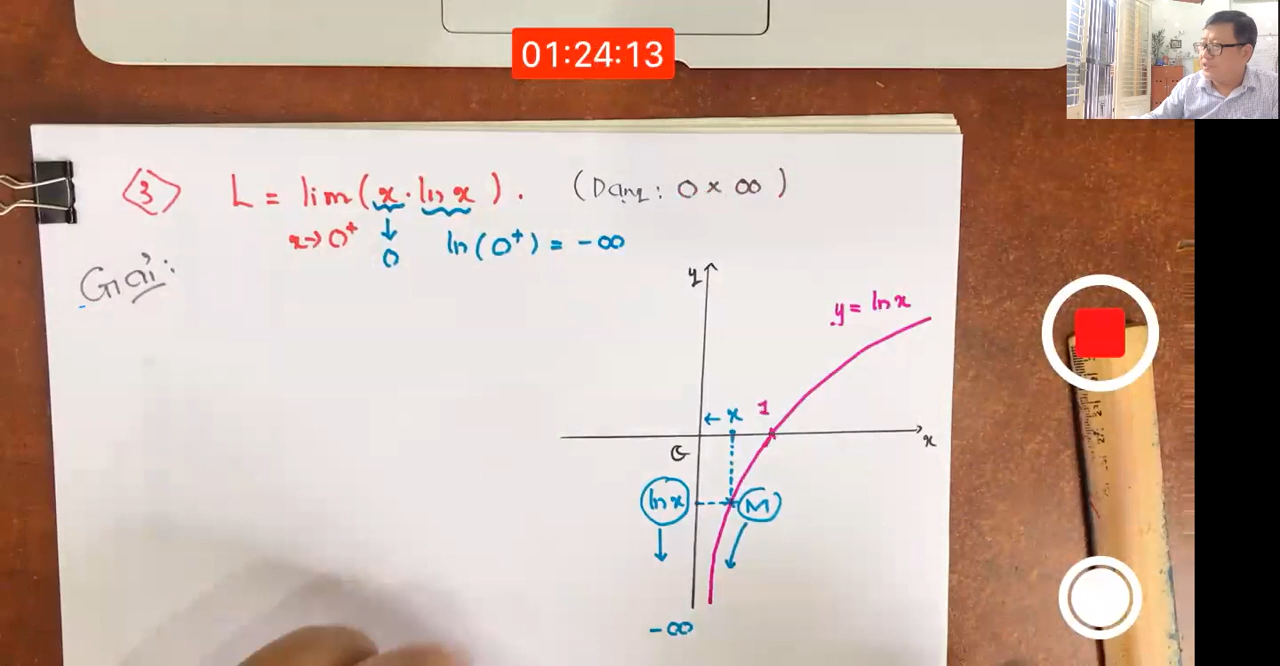 01:24:13
3 L = lim (x . ln x) . (Dạng: 0 × ∞)
x→0⁺ ↓ 0 ln(0⁺) = -∞
Giải:
y
y = ln x
← x 1
O x
ln x M
↓ ↓
-∞